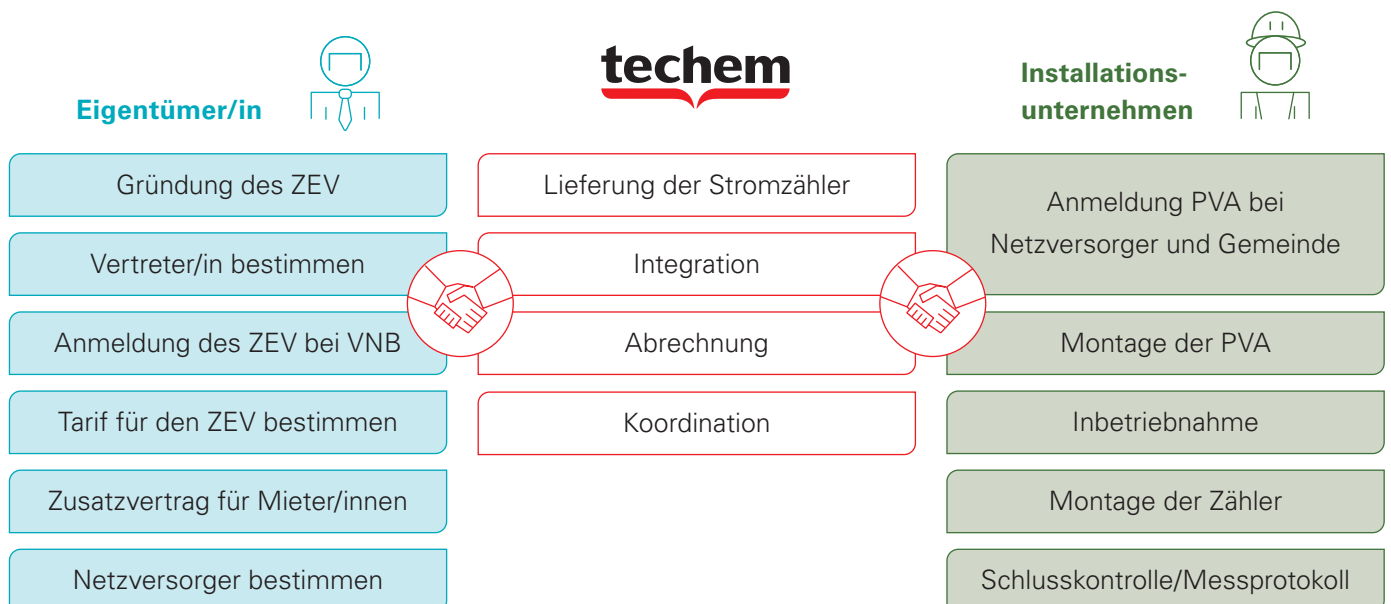 Eigentümer/in
Gründung des ZEV
Vertreter/in bestimmen
Anmeldung des ZEV bei VNB
Tarif für den ZEV bestimmen
Zusatzvertrag für Mieter/innen
Netzversorger bestimmen
techem
Lieferung der Stromzähler
Integration
Abrechnung
Koordination
Installations-
unternehmen
Anmeldung PVA bei
Netzversorger und Gemeinde
Montage der PVA
Inbetriebnahme
Montage der Zähler
Schlusskontrolle/Messprotokoll